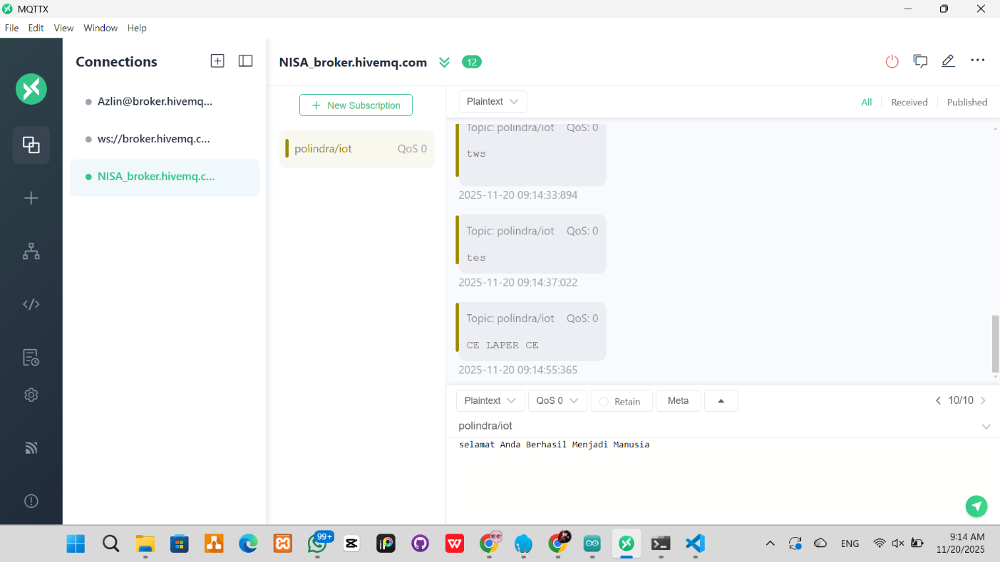 MQTTX
File Edit View Window Help
Connections
NISA_broker.hivemq.com 12
Azlin@broker.hivemq...
ws://broker.hivemq.c...
NISA_broker.hivemq.c...
+ New Subscription
polindra/iot QoS 0
Plaintext
All Received Published
Topic: polindra/iot QoS: 0
tws
2025-11-20 09:14:33:894
Topic: polindra/iot QoS: 0
tes
2025-11-20 09:14:37:022
Topic: polindra/iot QoS: 0
CE LAPER CE
2025-11-20 09:14:55:365
Plaintext QoS 0 Retain Meta
10/10
polindra/iot
selamat Anda Berhasil Menjadi Manusia
99+
ENG
9:14 AM
11/20/2025